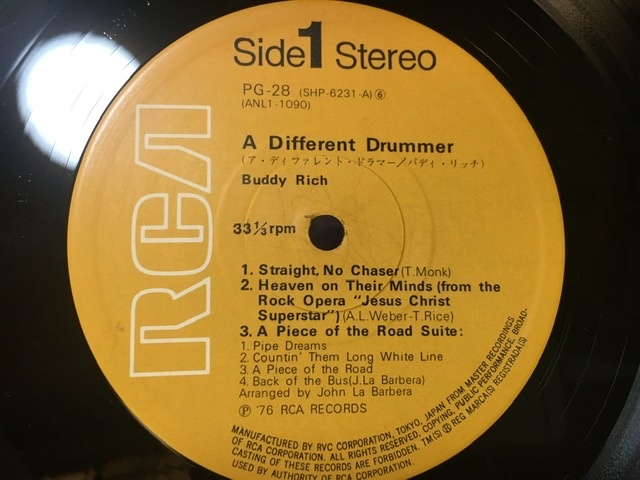 Side 1 Stereo
PG-28 (SHP-6231-A)⑥
(ANL1-1090)
RCA
A Different Drummer
(ア・ディファレント・ドラマー/バディ・リッチ)
Buddy Rich
33 1/3 rpm
1. Straight, No Chaser (T.Monk)
2. Heaven on Their Minds (from the
Rock Opera "Jesus Christ
Superstar") (A.L.Weber-T.Rice)
3. A Piece of the Road Suite:
1. Pipe Dreams
2. Countin' Them Long White Line
3. A Piece of the Road
4. Back of the Bus (J.La Barbera)
Arranged by John La Barbera
Ⓟ '76 RCA RECORDS
MANUFACTURED BY RVC CORPORATION, TOKYO, JAPAN FROM MASTER RECORDINGS
OF RCA CORPORATION. ALL RIGHTS RESERVED, COPYING, PUBLIC PERFORMANCE, BROAD-
CASTING OF THESE RECORDS ARE FORBIDDEN. TM(S) ® REG MARCA(S) REGISTRADA(S)
USED BY AUTHORITY OF RCA CORPORATION.